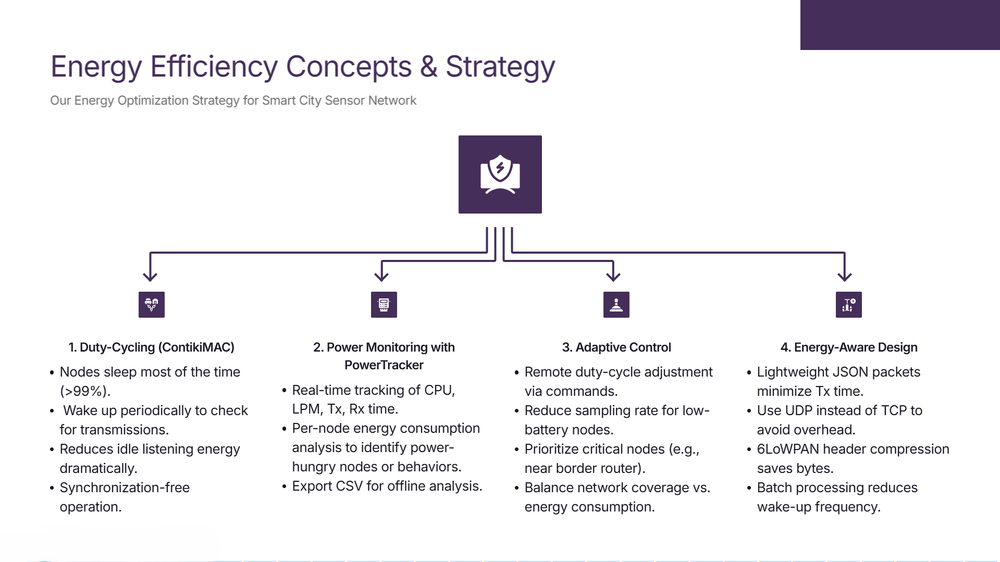 Energy Efficiency Concepts & Strategy
Our Energy Optimization Strategy for Smart City Sensor Network
1. Duty-Cycling (ContikiMAC)
• Nodes sleep most of the time
(>99%).
• Wake up periodically to check
for transmissions.
• Reduces idle listening energy
dramatically.
• Synchronization-free
operation.
2. Power Monitoring with
PowerTracker
• Real-time tracking of CPU,
LPM, Tx, Rx time.
• Per-node energy consumption
analysis to identify power-
hungry nodes or behaviors.
• Export CSV for offline analysis.
3. Adaptive Control
• Remote duty-cycle adjustment
via commands.
• Reduce sampling rate for low-
battery nodes.
• Prioritize critical nodes (e.g.,
near border router).
• Balance network coverage vs.
energy consumption.
4. Energy-Aware Design
• Lightweight JSON packets
minimize Tx time.
• Use UDP instead of TCP to
avoid overhead.
• 6LoWPAN header compression
saves bytes.
• Batch processing reduces
wake-up frequency.